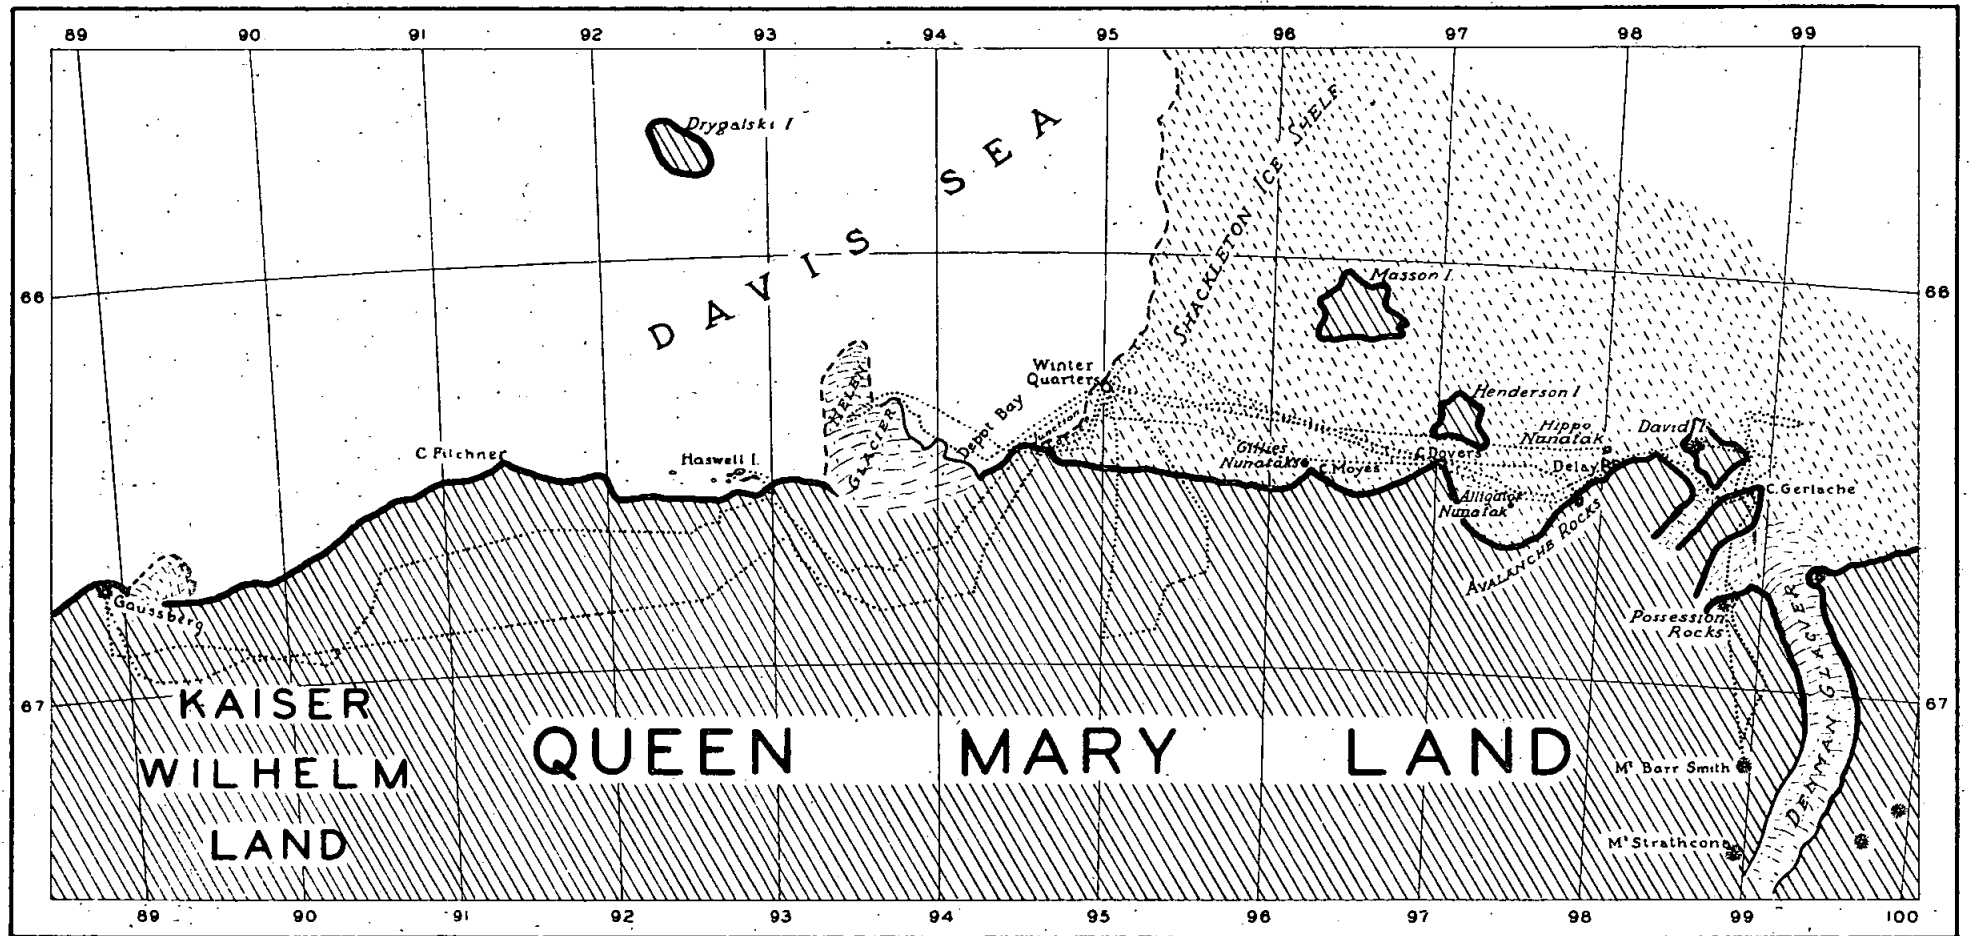 89 90 91 92 93 94 95 96 97 98 99
Drygalski I
DAVIS SEA
SHACKLETON ICE SHELF
66 66
Masson I.
Winter
Quarters
HELEN
GLACIER
Depot Bay
Henderson I
Hippo
Nunatak
David I.
C. Filchner
Haswell I.
Gillies
Nunataks
C. Moyes
C. Dovers
Delay
C. Gerlache
Alligator
Nunatak
AVALANCHE ROCKS
Gaussberg
Possession
Rocks
DENMAN GLACIER
67 67
KAISER
WILHELM
LAND
QUEEN MARY LAND
Mt Barr Smith
Mt Strathcona
89 90 91 92 93 94 95 96 97 98 99 100